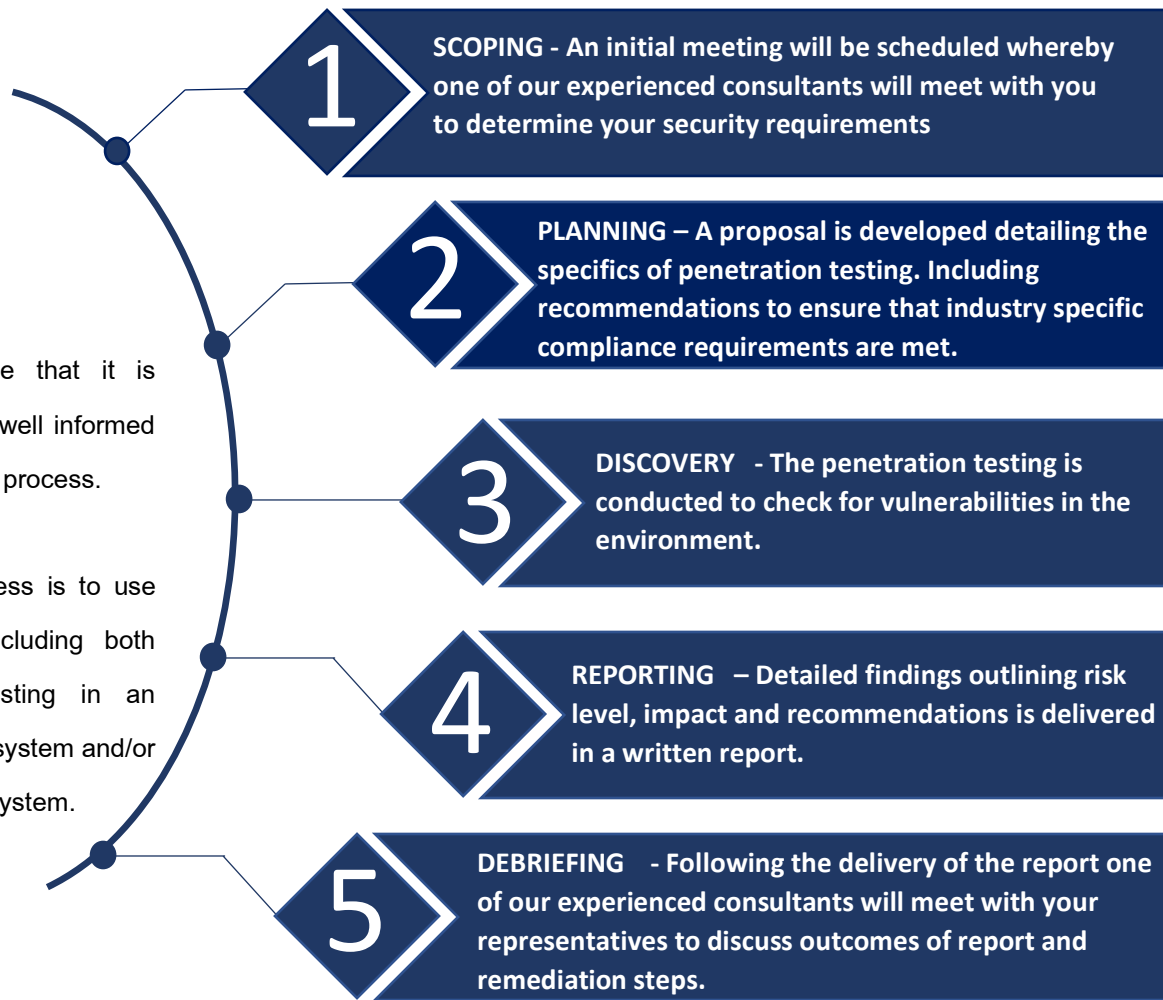 1
SCOPING - An initial meeting will be scheduled whereby
one of our experienced consultants will meet with you
to determine your security requirements
2
PLANNING – A proposal is developed detailing the
specifics of penetration testing. Including
recommendations to ensure that industry specific
compliance requirements are met.
e that it is
well informed
process.
3
DISCOVERY - The penetration testing is
conducted to check for vulnerabilities in the
environment.
ess is to use
cluding both
sting in an
system and/or
ystem.
4
REPORTING – Detailed findings outlining risk
level, impact and recommendations is delivered
in a written report.
5
DEBRIEFING - Following the delivery of the report one
of our experienced consultants will meet with your
representatives to discuss outcomes of report and
remediation steps.